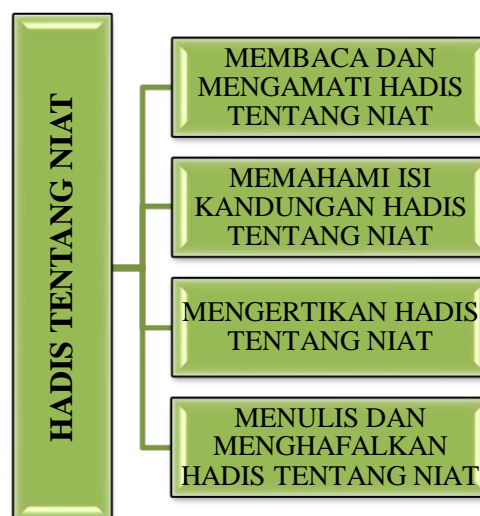 HADIS TENTANG NIAT
MEMBACA DAN
MENGAMATI HADIS
TENTANG NIAT
MEMAHAMI ISI
KANDUNGAN HADIS
TENTANG NIAT
MENGERTIKAN HADIS
TENTANG NIAT
MENULIS DAN
MENGHAFALKAN
HADIS TENTANG NIAT